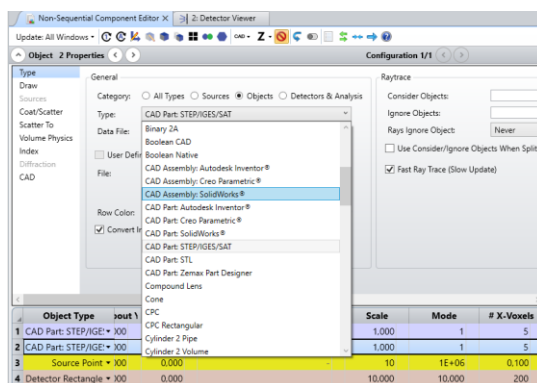 Non-Sequential Component Editor X 2: Detector Viewer
Update: All Windows
Object 2 Properties Configuration 1/1
Type
Draw
Sources
Coat/Scatter
Scatter To
Volume Physics
Index
Diffraction
CAD
General
Category: All Types Sources Objects Detectors & Analysis
Type: CAD Part: STEP/IGES/SAT
Data File:
User Defin
File:
Row Color:
Convert In
Binary 2A
Boolean CAD
Boolean Native
CAD Assembly: Autodesk Inventor®
CAD Assembly: Creo Parametric®
CAD Assembly: SolidWorks®
CAD Part: Autodesk Inventor®
CAD Part: Creo Parametric®
CAD Part: SolidWorks®
CAD Part: STEP/IGES/SAT
CAD Part: STL
CAD Part: Zemax Part Designer
Compound Lens
Cone
CPC
CPC Rectangular
Cylinder 2 Pipe
Cylinder 2 Volume
Raytrace
Consider Objects:
Ignore Objects:
Rays Ignore Object: Never
Use Consider/Ignore Objects When Split
Fast Ray Trace (Slow Update)
Object Type Scale Mode # X-Voxels
1 CAD Part: STEP/IGE: 000 1,000 1 5
2 CAD Part: STEP/IGE: 000 1,000 1 5
3 Source Point 000 0,000 - 10 1E+06 0,100
4 Detector Rectangle 000 0,000 10,000 10,000 200